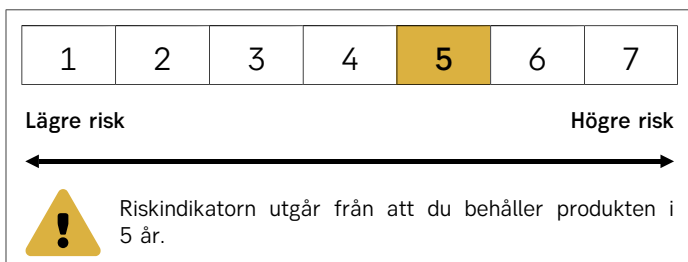 1 2 3 4 5 6 7
Lägre risk Högre risk
Riskindikatorn utgår från att du behåller produkten i
5 år.